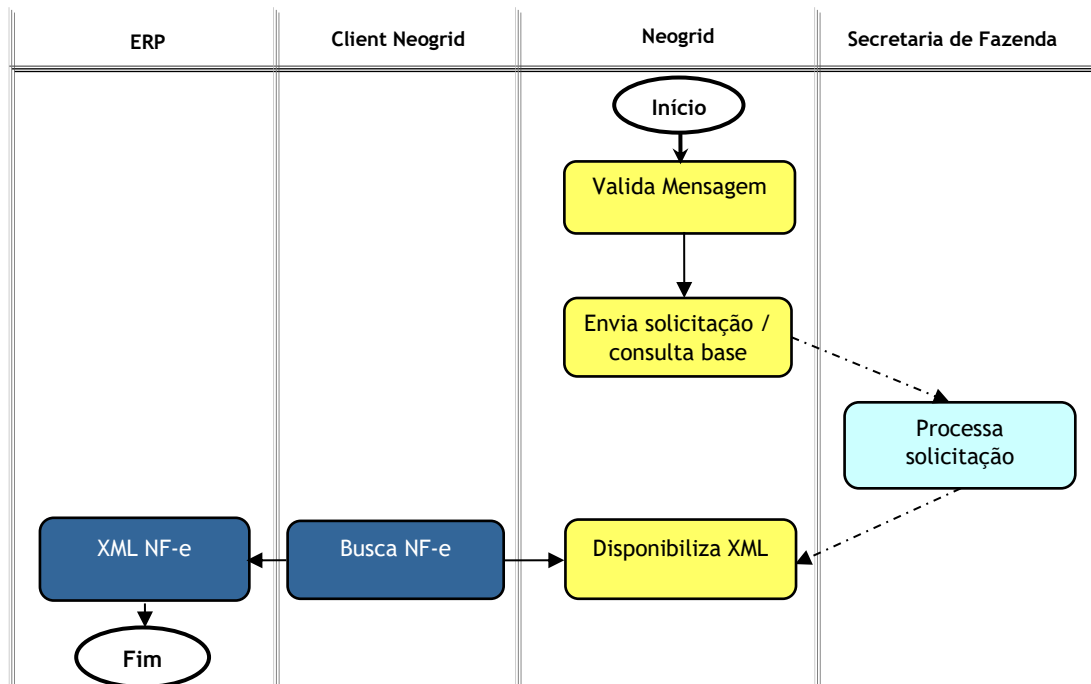 ERP
Client Neogrid
Neogrid
Secretaria de Fazenda
Início
Valida Mensagem
Envia solicitação /
consulta base
Processa
solicitação
XML NF-e
Busca NF-e
Disponibiliza XML
Fim